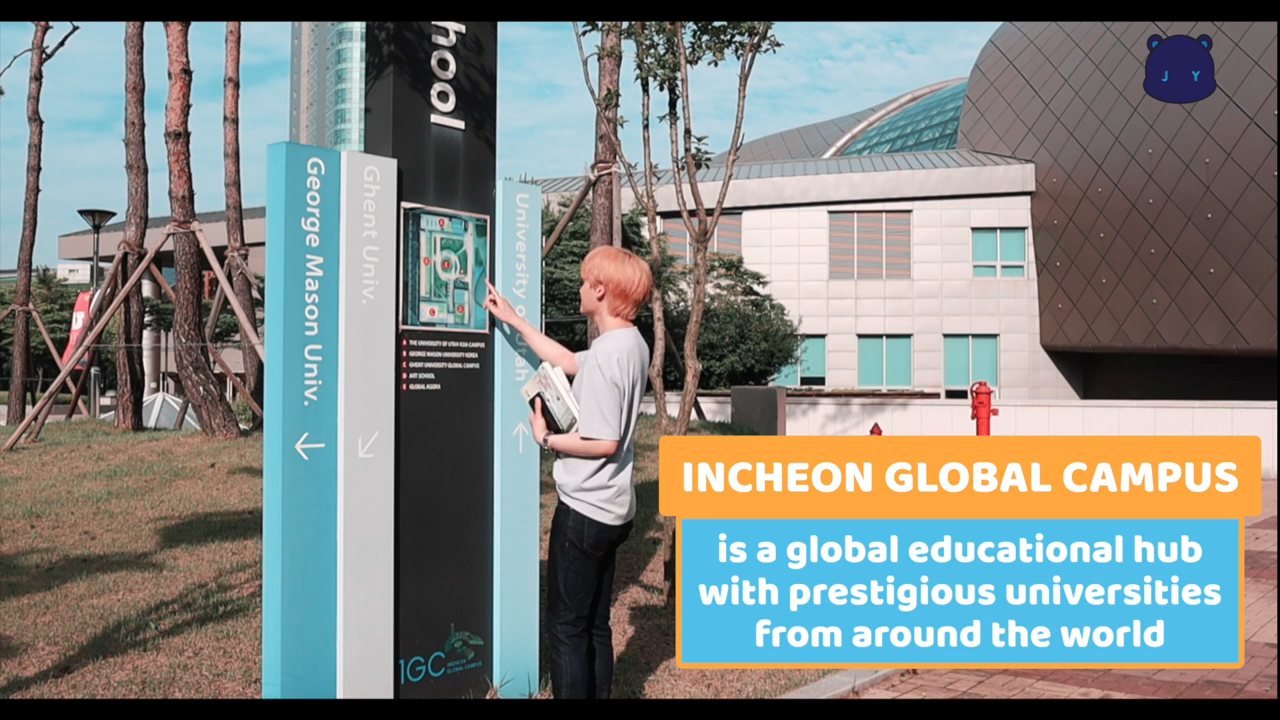 hool
J Y
George Mason Univ.
Ghent Univ.
University of Utah
A THE UNIVERSITY OF UTAH ASIA CAMPUS
B GEORGE MASON UNIVERSITY KOREA
C GHENT UNIVERSITY GLOBAL CAMPUS
D ART SCHOOL
E GLOBAL AGORA
IGC INCHEON
GLOBAL CAMPUS
INCHEON GLOBAL CAMPUS
is a global educational hub
with prestigious universities
from around the world